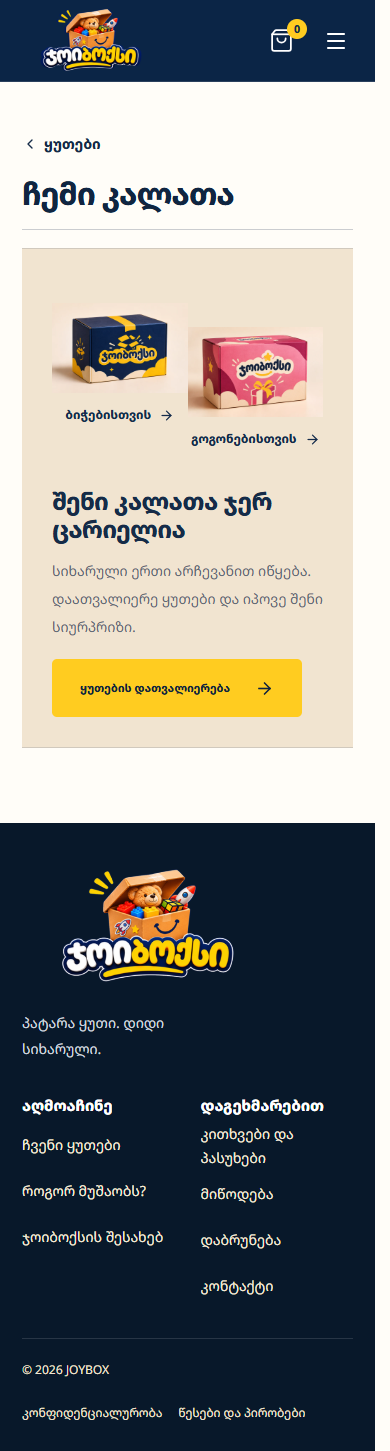 ჯოიბოქსი
0
ყუთები
ჩემი კალათა
ჯოიბოქსი
ჯოიბოქსი
ბიჭებისთვის
გოგონებისთვის
შენი კალათა ჯერ
ცარიელია
სიხარული ერთი არჩევანით იწყება.
დაათვალიერე ყუთები და იპოვე შენი
სიურპრიზი.
ყუთების დათვალიერება
ჯოიბოქსი
პატარა ყუთი. დიდი
სიხარული.
აღმოაჩინე
ჩვენი ყუთები
როგორ მუშაობს?
ჯოიბოქსის შესახებ
დაგეხმარებით
კითხვები და
პასუხები
მიწოდება
დაბრუნება
კონტაქტი
© 2026 JOYBOX
კონფიდენციალურობა
წესები და პირობები